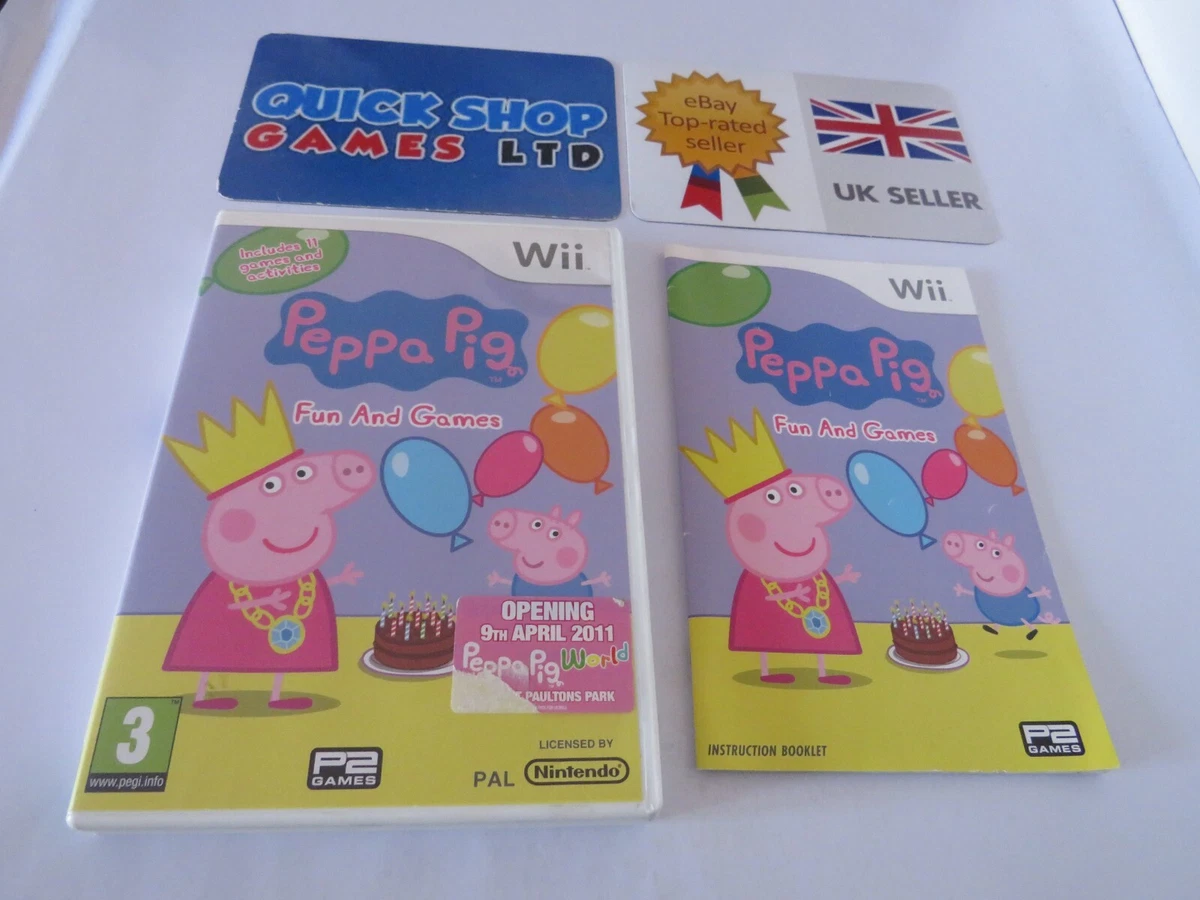 QUICK SHOP
GAMES LTD
eBay
Top-rated
seller
UK SELLER
Includes 11
games and
activities
Wii
Peppa Pig
TM
Fun And Games
OPENING
9TH APRIL 2011
Peppa Pig World
PAULTONS PARK
3
www.pegi.info
P2
GAMES
LICENSED BY
PAL Nintendo
Wii
Peppa Pig
Fun And Games
INSTRUCTION BOOKLET
P2
GAMES